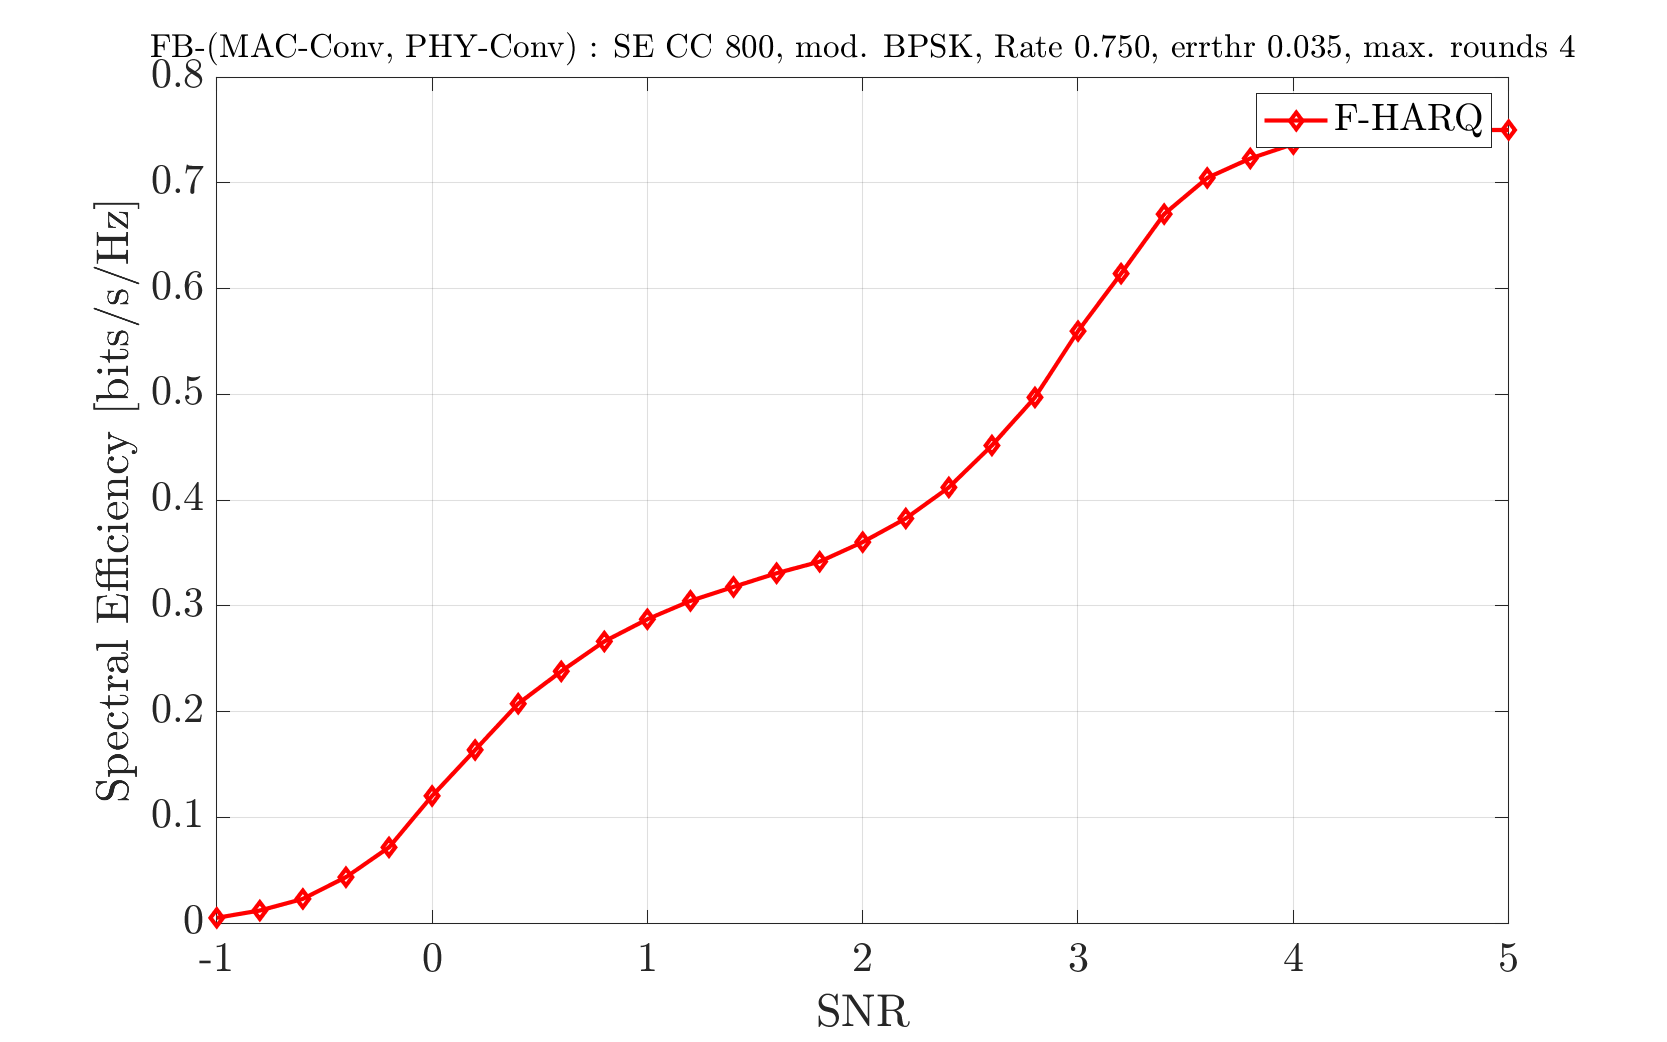 FB-(MAC-Conv, PHY-Conv) : SE CC 800, mod. BPSK, Rate 0.750, errthr 0.035, max. rounds 4
F-HARQ
0.8
0.7
0.6
0.5
0.4
0.3
0.2
0.1
0
Spectral Efficiency [bits/s/Hz]
-1 0 1 2 3 4 5
SNR